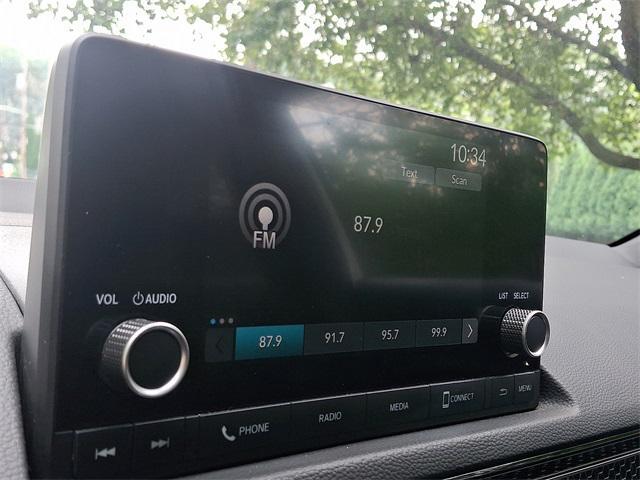 10:34
Text Scan
FM
87.9
VOL AUDIO
LIST SELECT
87.9 91.7 95.7 99.9
PHONE RADIO MEDIA CONNECT MENU